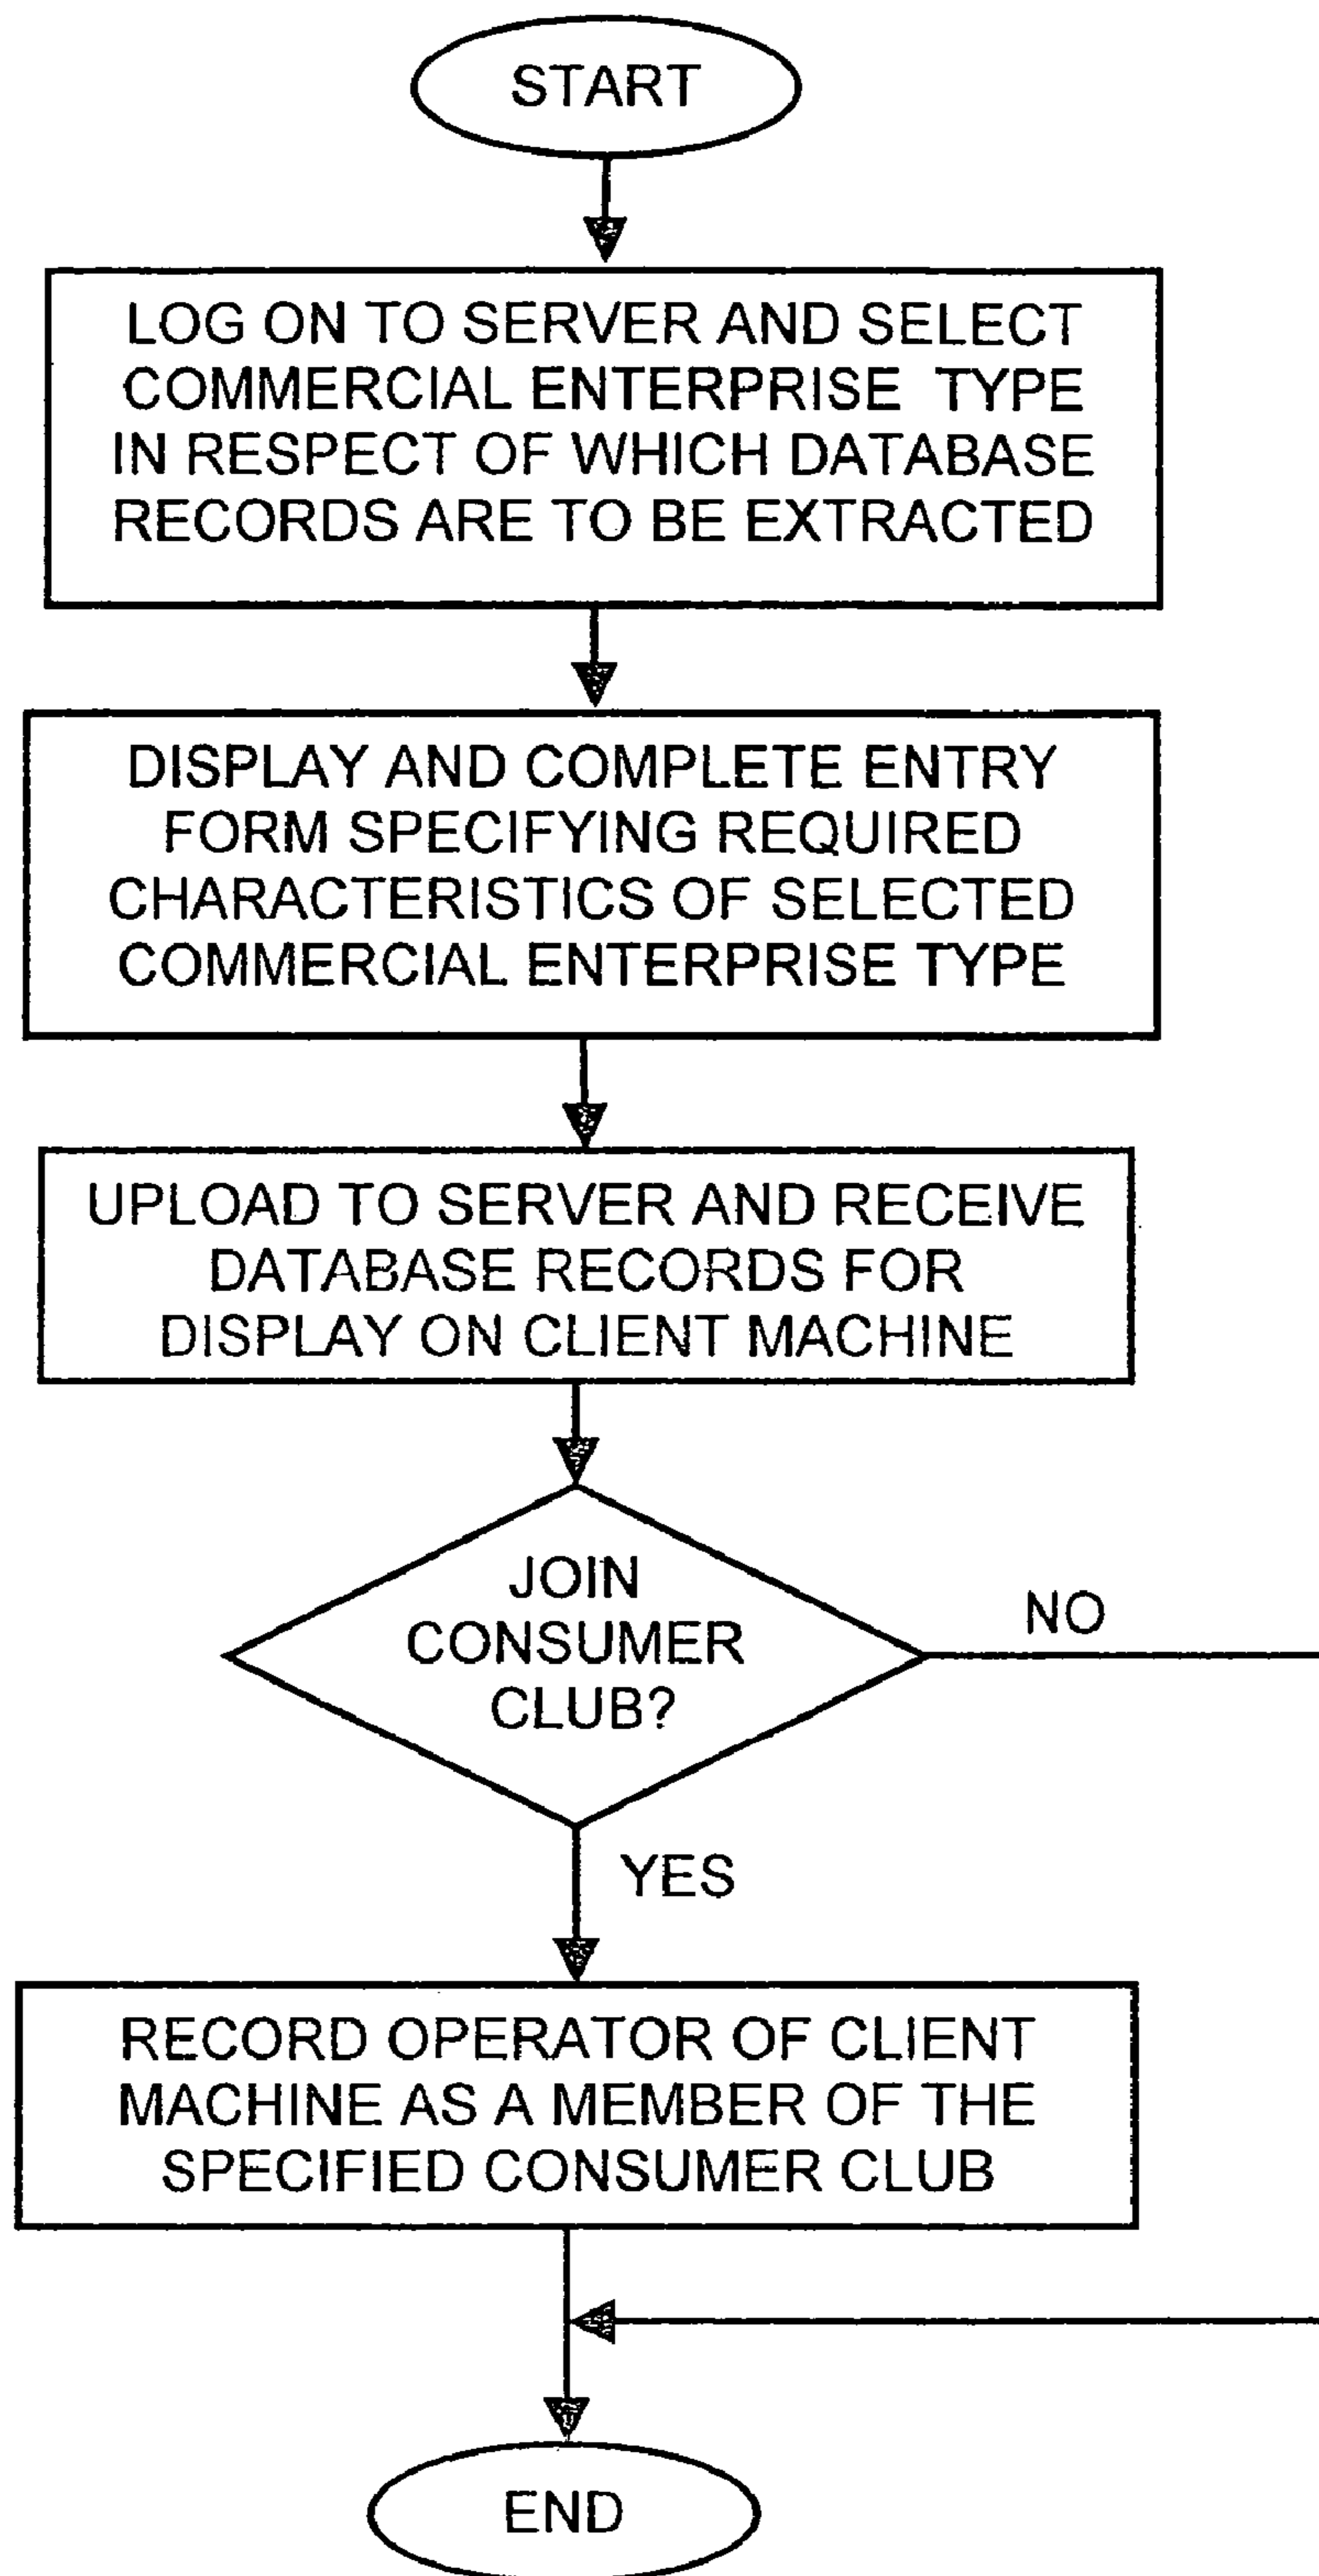 START
LOG ON TO SERVER AND SELECT
COMMERCIAL ENTERPRISE TYPE
IN RESPECT OF WHICH DATABASE
RECORDS ARE TO BE EXTRACTED
DISPLAY AND COMPLETE ENTRY
FORM SPECIFYING REQUIRED
CHARACTERISTICS OF SELECTED
COMMERCIAL ENTERPRISE TYPE
UPLOAD TO SERVER AND RECEIVE
DATABASE RECORDS FOR
DISPLAY ON CLIENT MACHINE
JOIN
CONSUMER
CLUB?
NO
YES
RECORD OPERATOR OF CLIENT
MACHINE AS A MEMBER OF THE
SPECIFIED CONSUMER CLUB
END